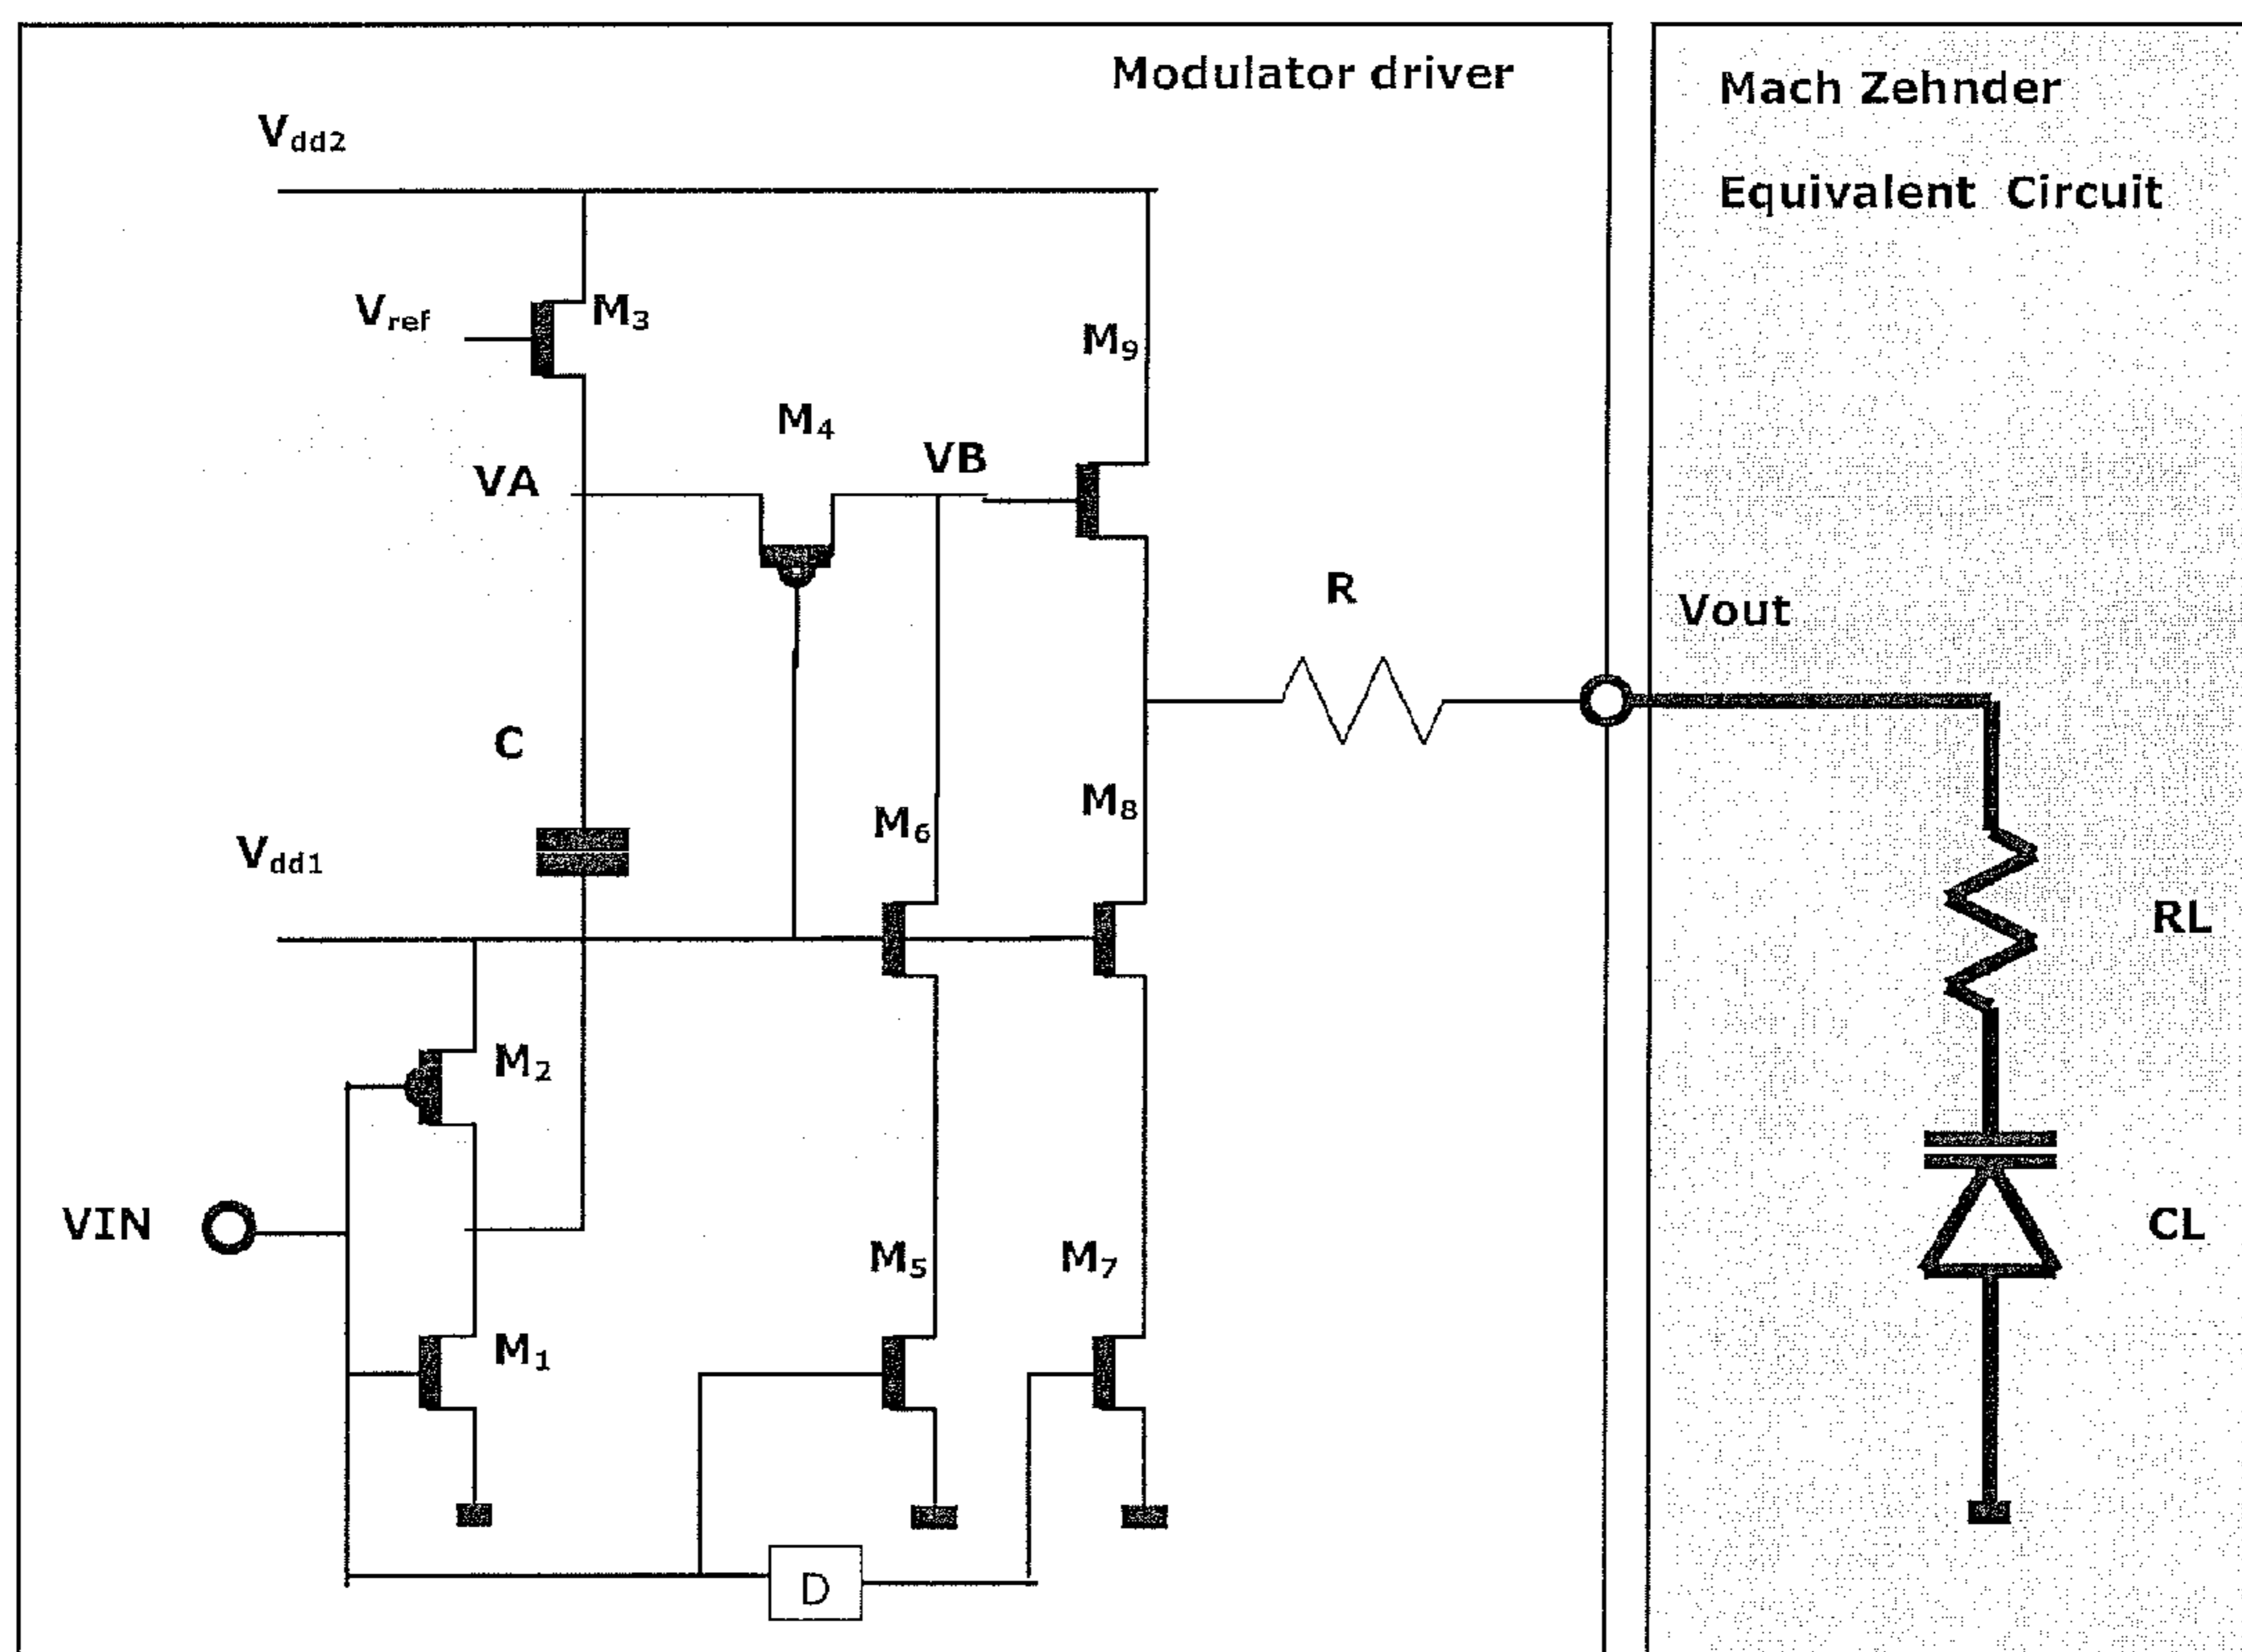 Modulator driver
Mach Zehnder
Equivalent Circuit
Vdd2
Vref
M3
M9
M4
VA
VB
R
Vout
C
M6
M8
Vdd1
RL
M2
VIN
M5
M7
CL
M1
D